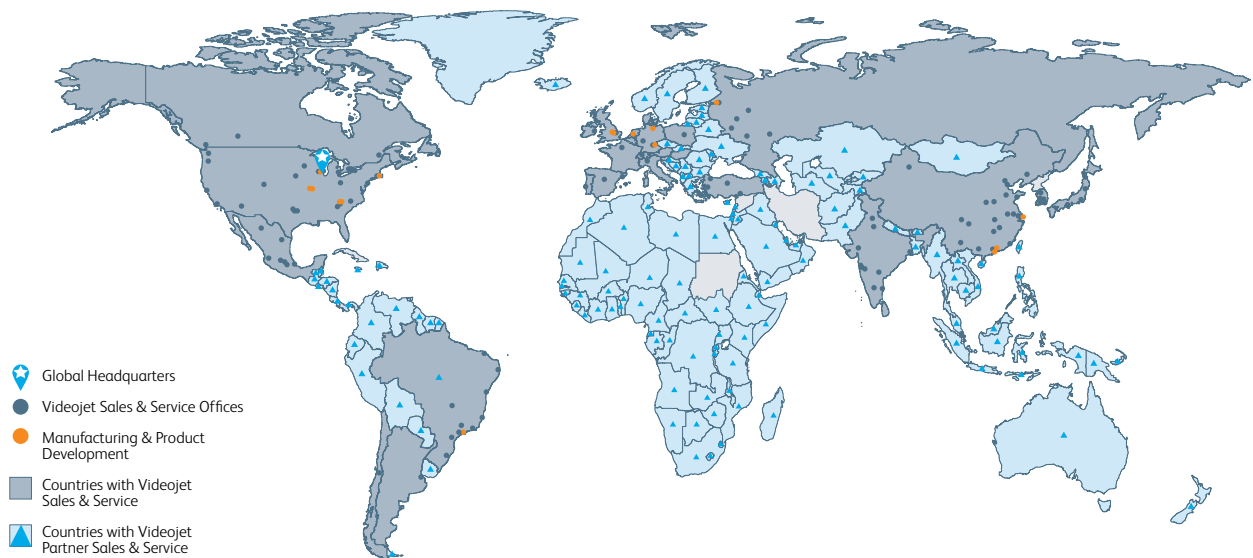 Global Headquarters
Videojet Sales & Service Offices
Manufacturing & Product
Development
Countries with Videojet
Sales & Service
Countries with Videojet
Partner Sales & Service